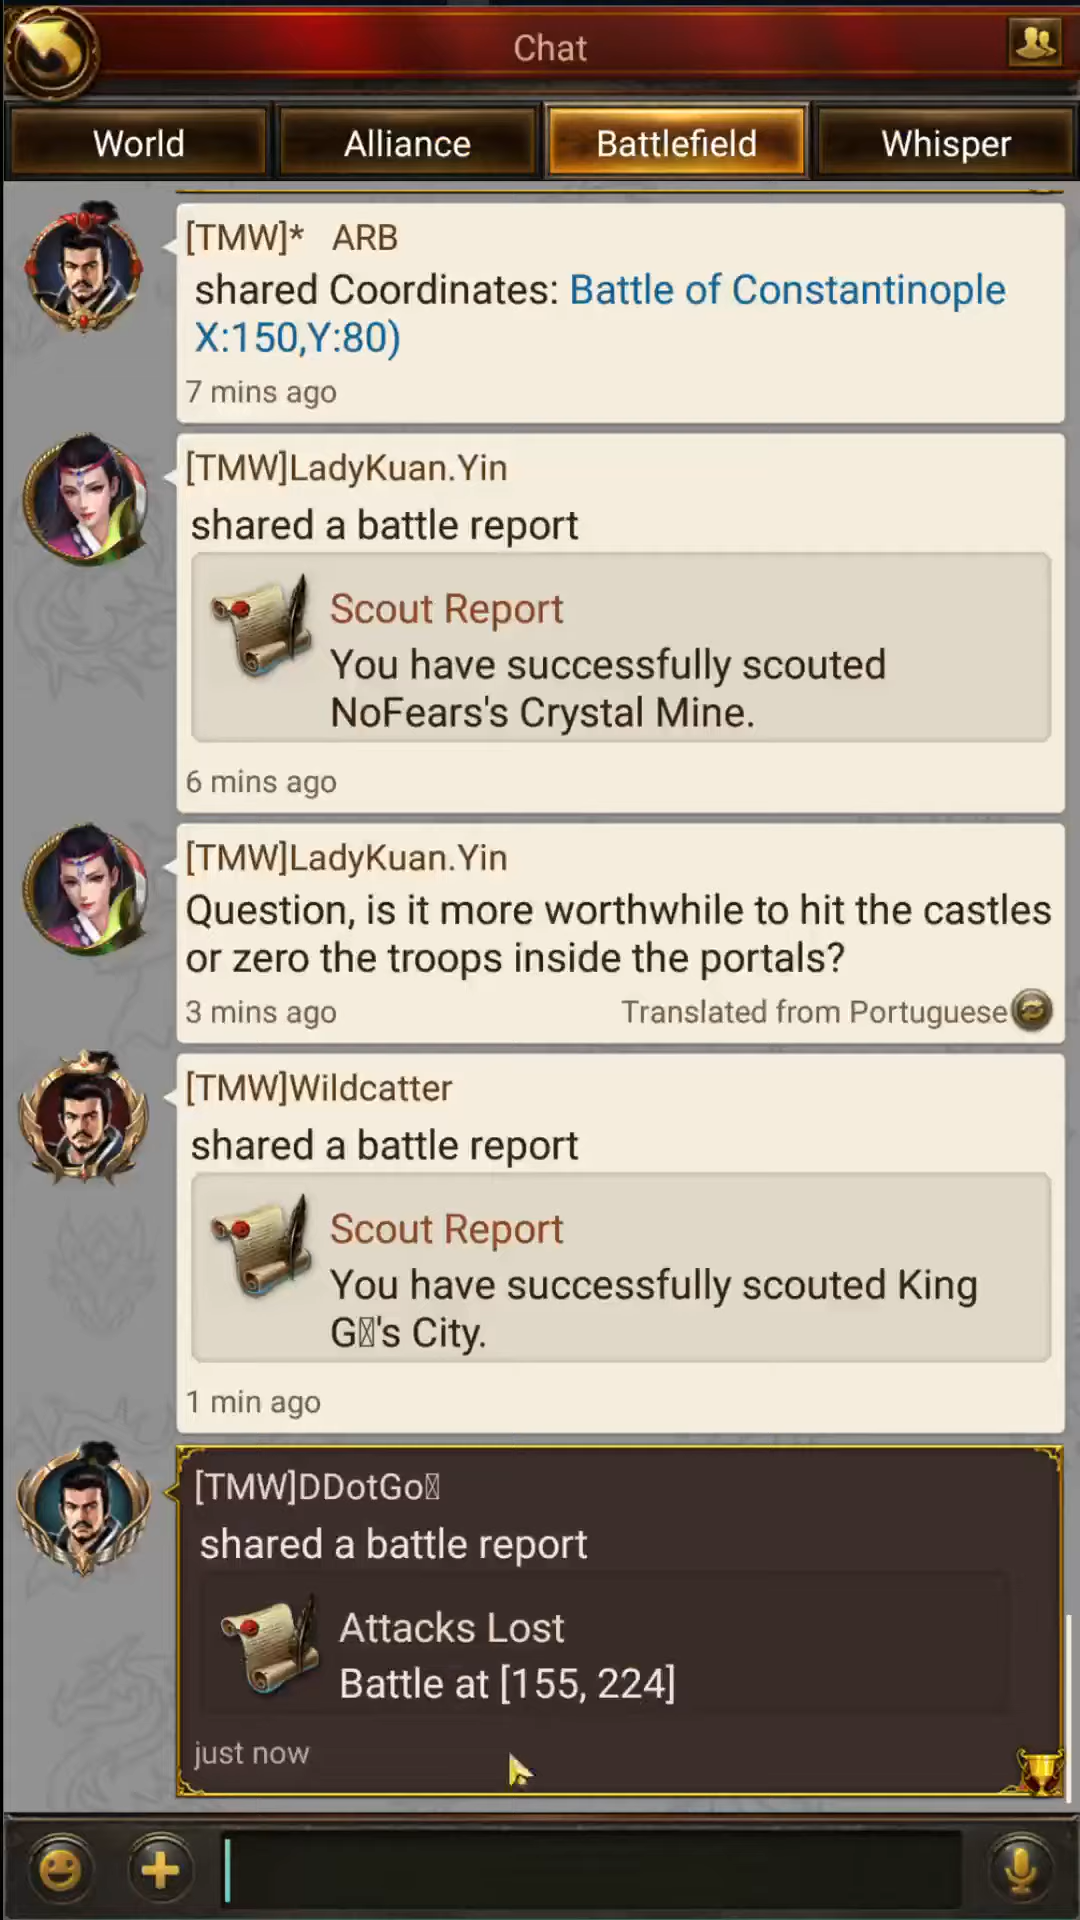 Chat
World
Alliance
Battlefield
Whisper
[TMW]* ARB
shared Coordinates: Battle of Constantinople
X:150,Y:80)
7 mins ago
[TMW]LadyKuan.Yin
shared a battle report
Scout Report
You have successfully scouted
NoFears's Crystal Mine.
6 mins ago
[TMW]LadyKuan.Yin
Question, is it more worthwhile to hit the castles
or zero the troops inside the portals?
3 mins ago
Translated from Portuguese
[TMW]Wildcatter
shared a battle report
Scout Report
You have successfully scouted King
G's City.
1 min ago
[TMW]DDotGo
shared a battle report
Attacks Lost
Battle at [155, 224]
just now